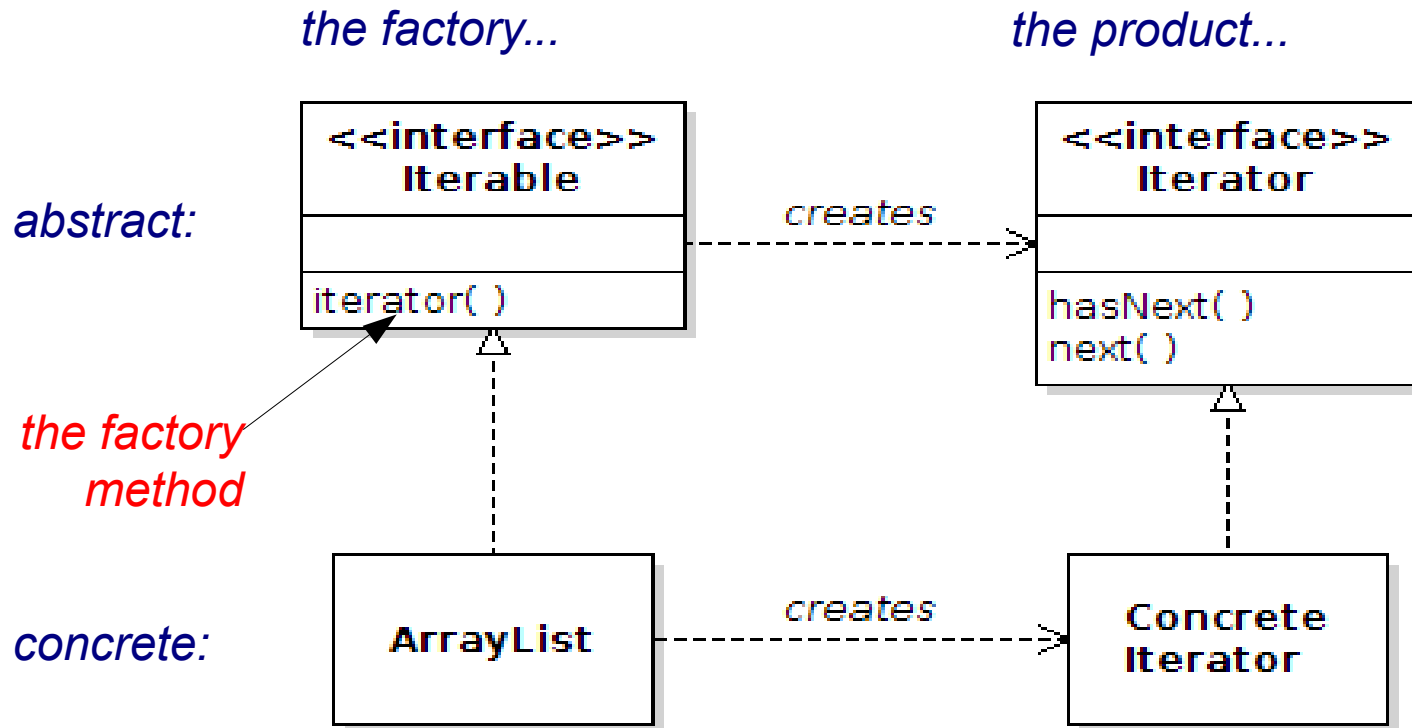 the factory...
the product...
<<interface>>
Iterable
<<interface>>
Iterator
abstract:
creates
iterator( )
hasNext( )
next( )
the factory
method
creates
concrete:
ArrayList
Concrete
Iterator